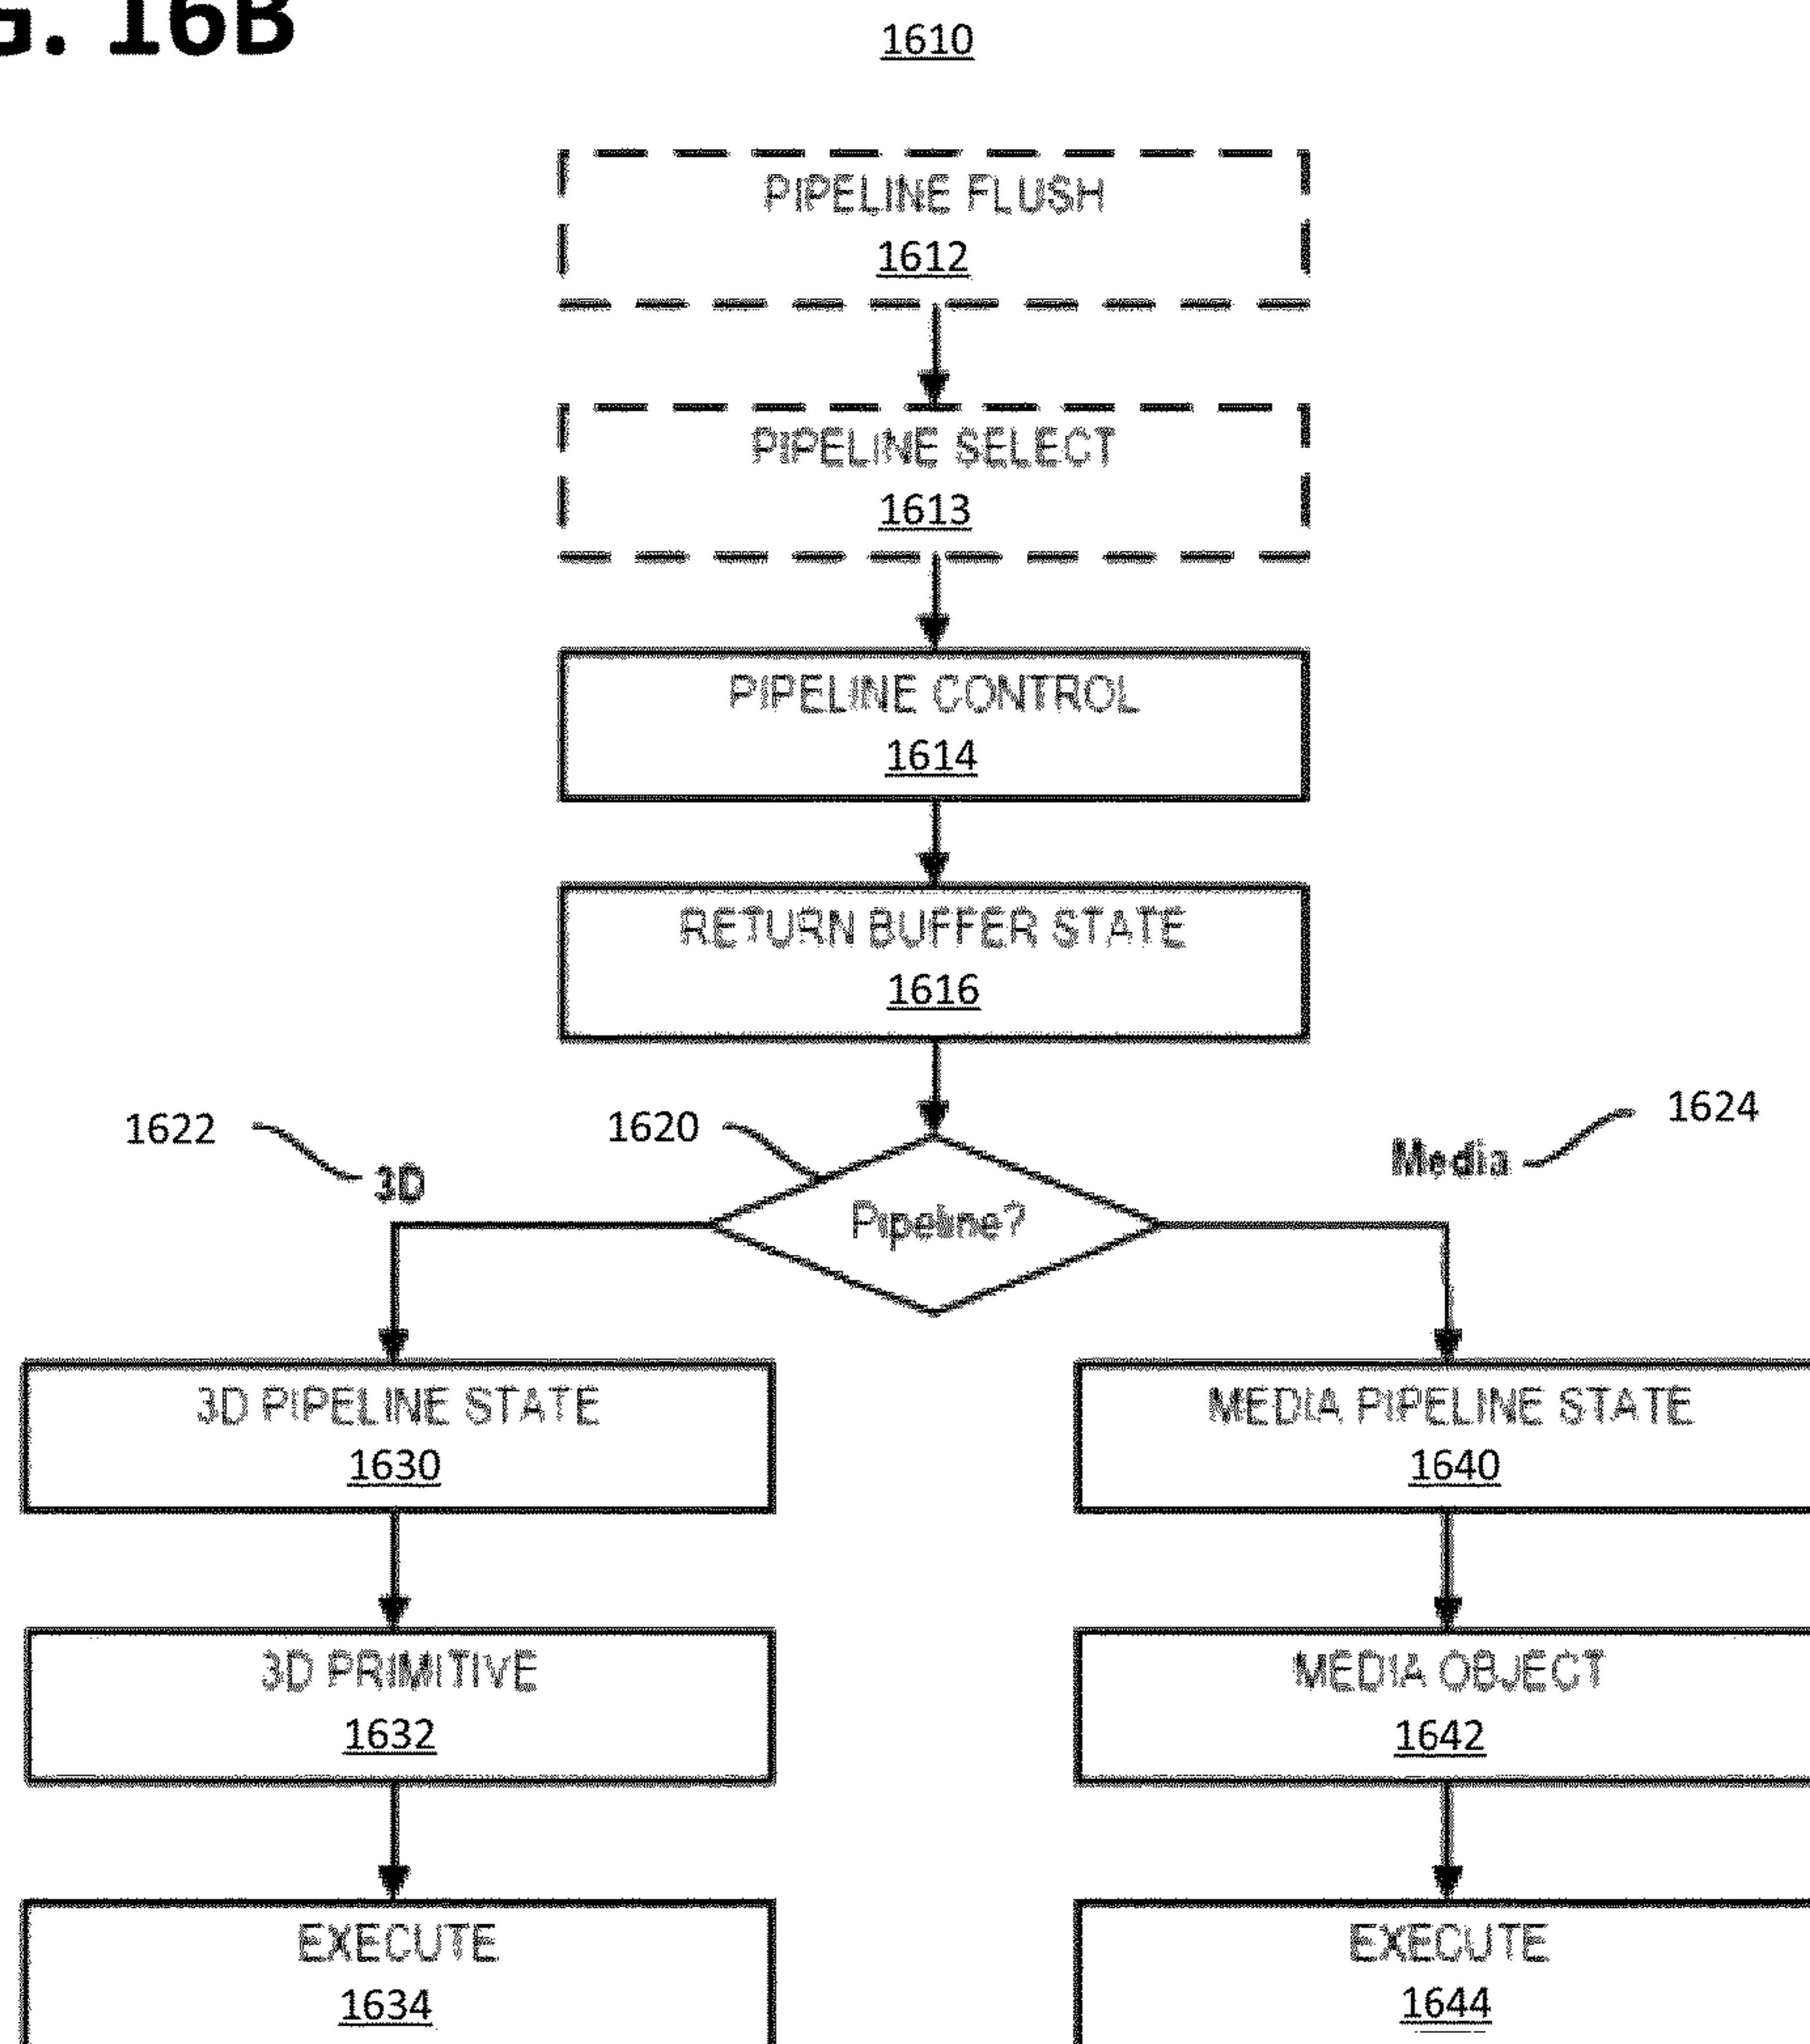 G. 16B
1610
PIPELINE FLUSH
1612
PIPELINE SELECT
1613
PIPELINE CONTROL
1614
RETURN BUFFER STATE
1616
1622
1620
1624
3D
Media
Pipeline?
3D PIPELINE STATE
1630
MEDIA PIPELINE STATE
1640
3D PRIMITIVE
1632
MEDIA OBJECT
1642
EXECUTE
1634
EXECUTE
1644